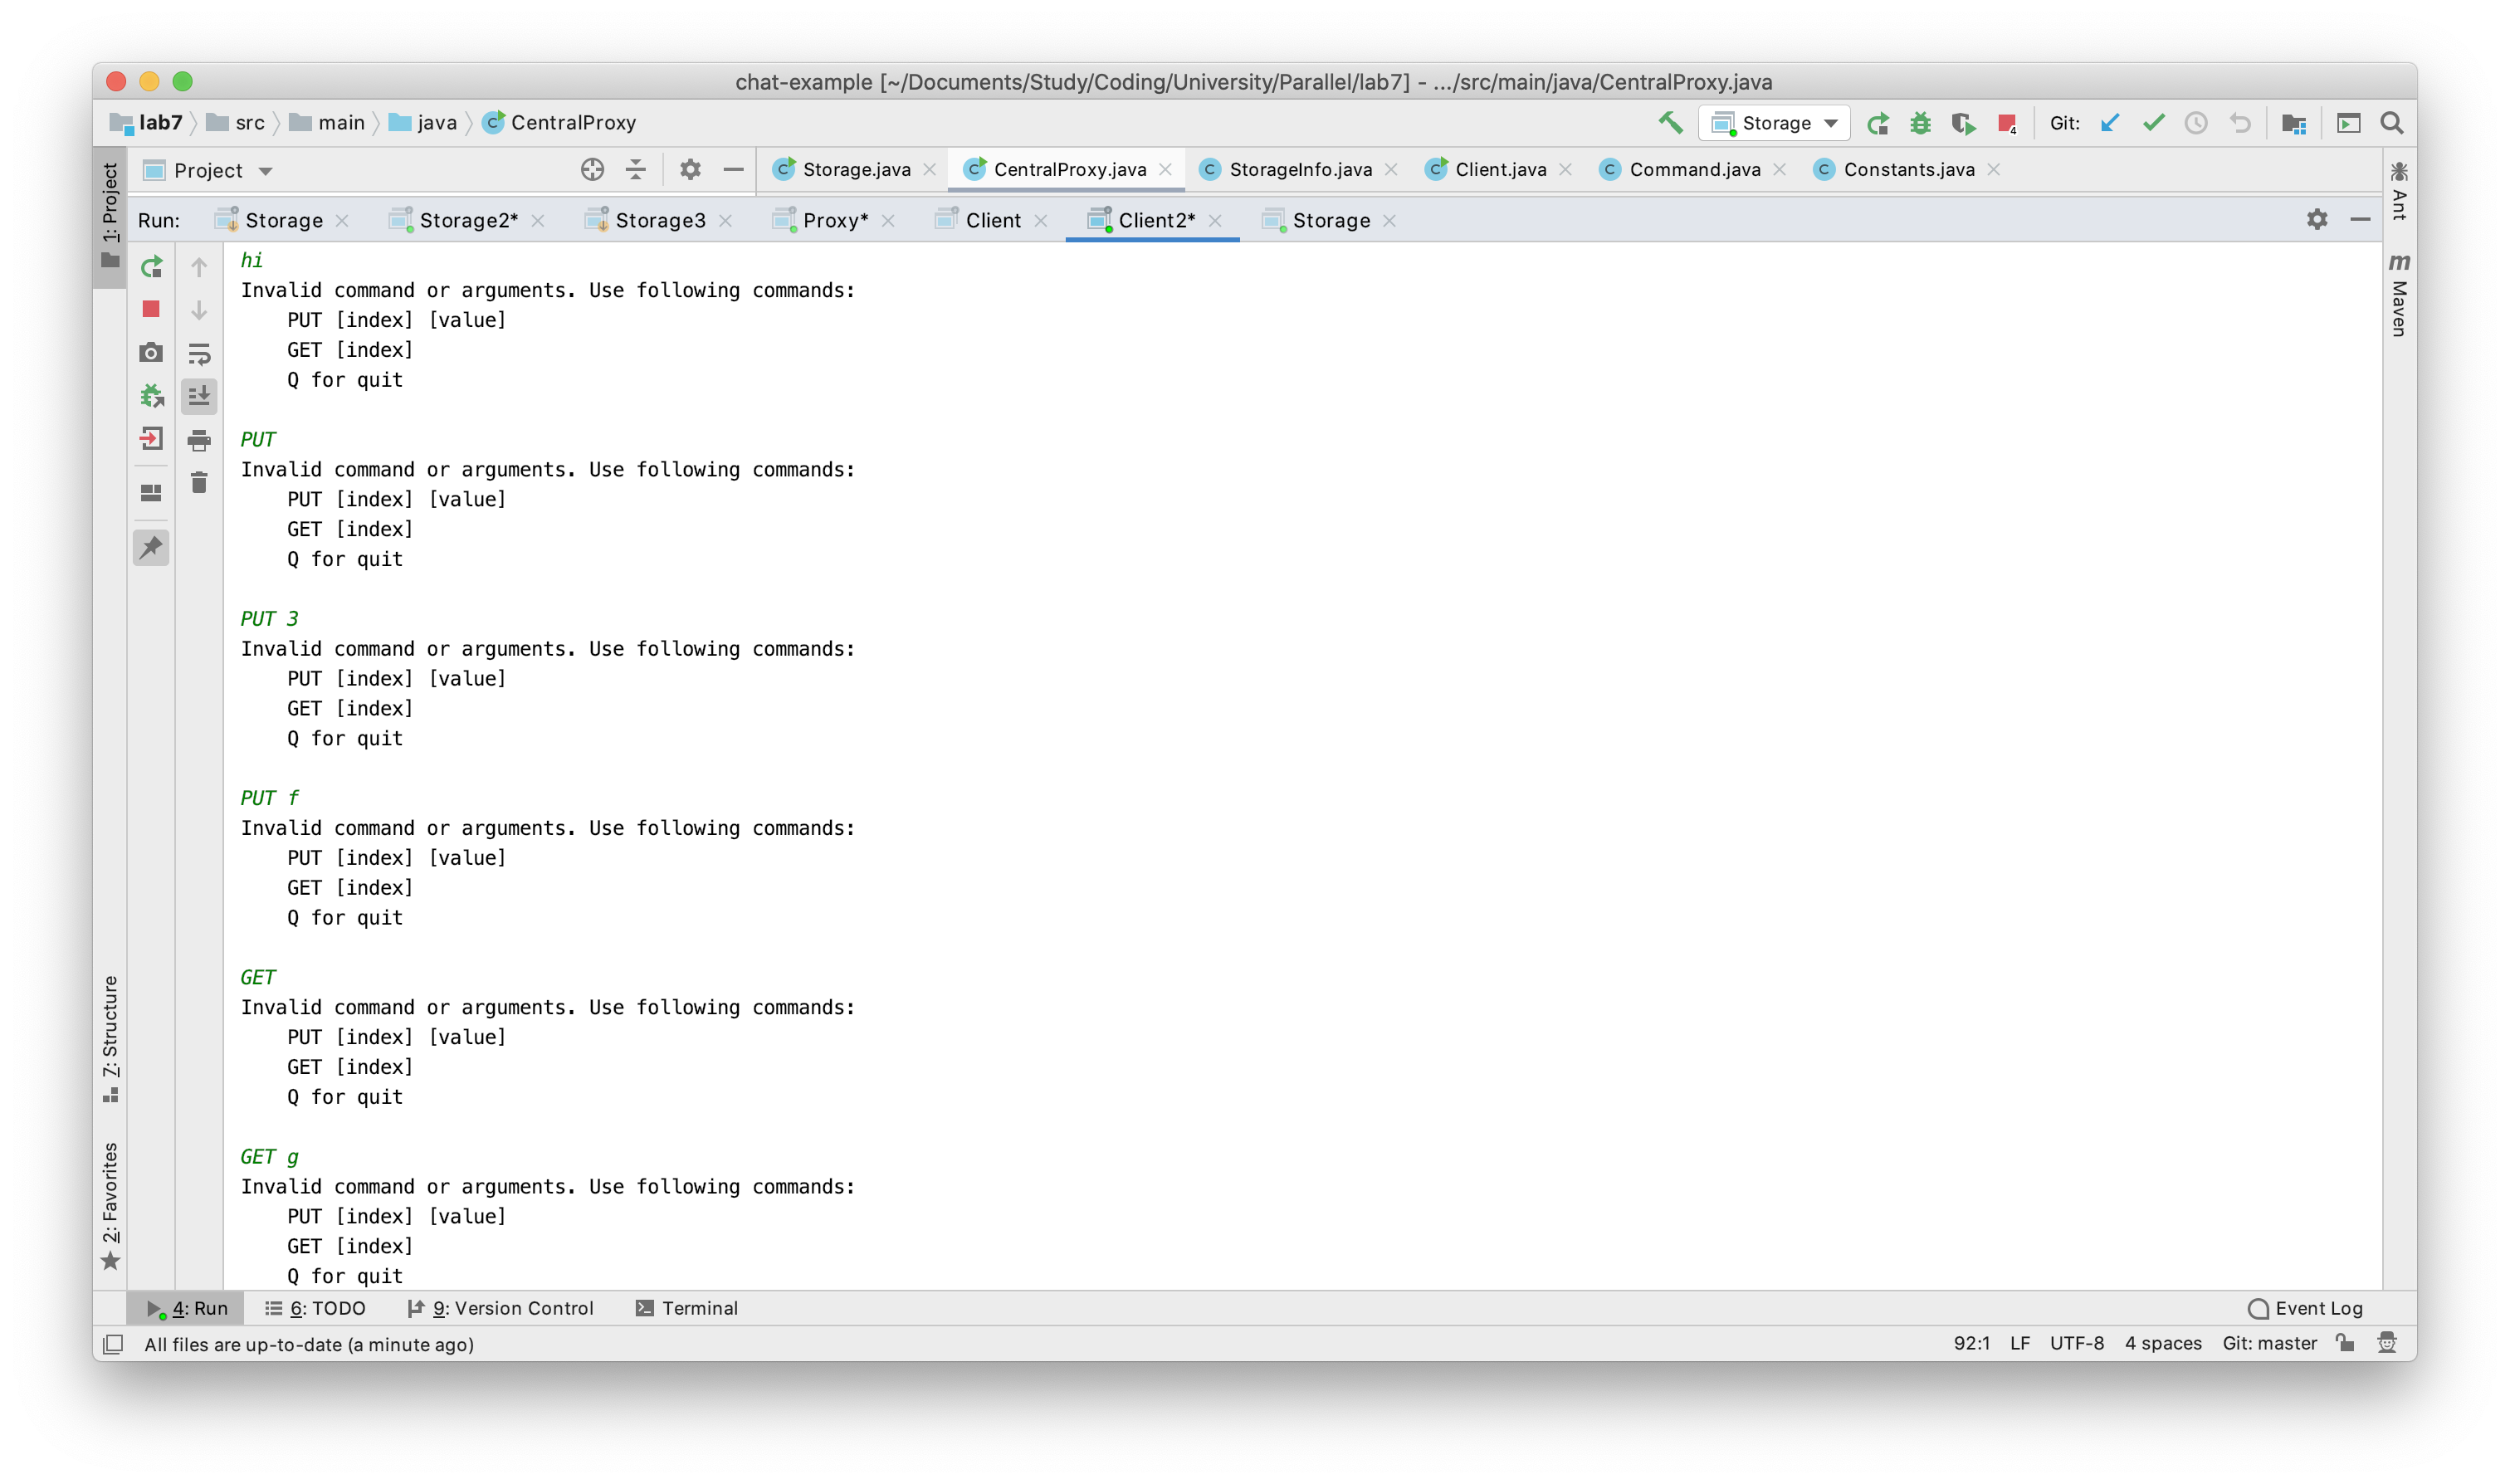 chat-example [~/Documents/Study/Coding/University/Parallel/lab7] - .../src/main/java/CentralProxy.java
lab7 src main java CentralProxy Storage 4 Git:
1: Project
Project Storage.java CentralProxy.java StorageInfo.java Client.java Command.java Constants.java
Ant
Run: Storage Storage2* Storage3 Proxy* Client Client2* Storage
m Maven
hi
Invalid command or arguments. Use following commands:
    PUT [index] [value]
    GET [index]
    Q for quit
PUT
Invalid command or arguments. Use following commands:
    PUT [index] [value]
    GET [index]
    Q for quit
PUT 3
Invalid command or arguments. Use following commands:
    PUT [index] [value]
    GET [index]
    Q for quit
PUT f
Invalid command or arguments. Use following commands:
    PUT [index] [value]
    GET [index]
    Q for quit
GET
Invalid command or arguments. Use following commands:
    PUT [index] [value]
    GET [index]
    Q for quit
GET g
Invalid command or arguments. Use following commands:
    PUT [index] [value]
    GET [index]
    Q for quit
7: Structure
2: Favorites
4: Run 6: TODO 9: Version Control Terminal Event Log
All files are up-to-date (a minute ago) 92:1 LF UTF-8 4 spaces Git: master